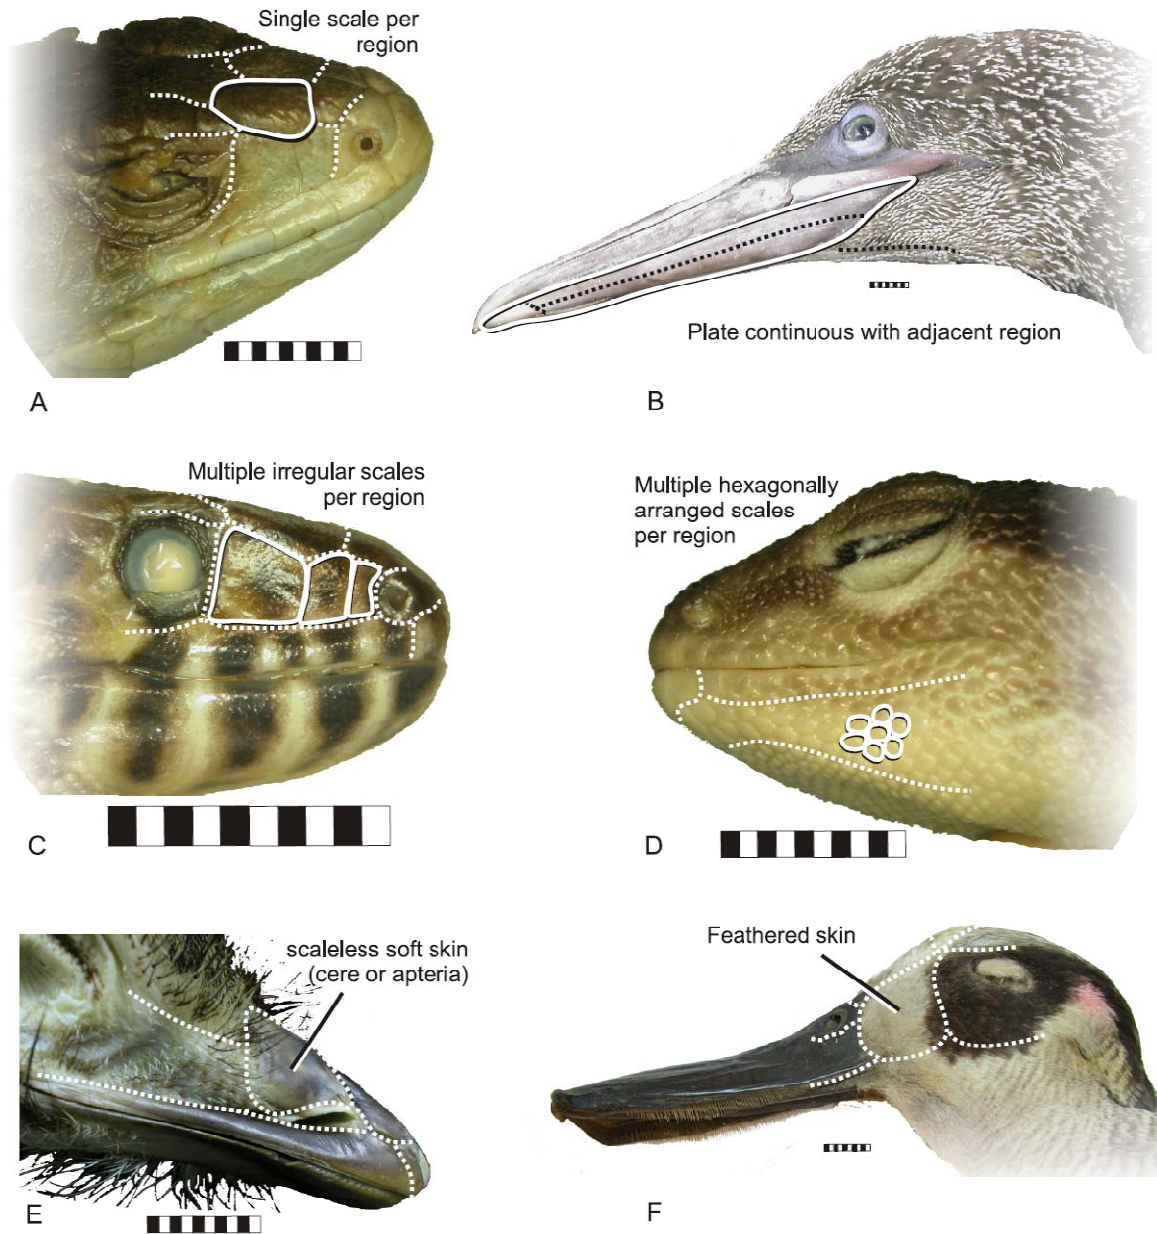 Single scale per
region
A
Plate continuous with adjacent region
B
Multiple irregular scales
per region
C
Multiple hexagonally
arranged scales
per region
D
scaleless soft skin
(cere or apteria)
E
Feathered skin
F